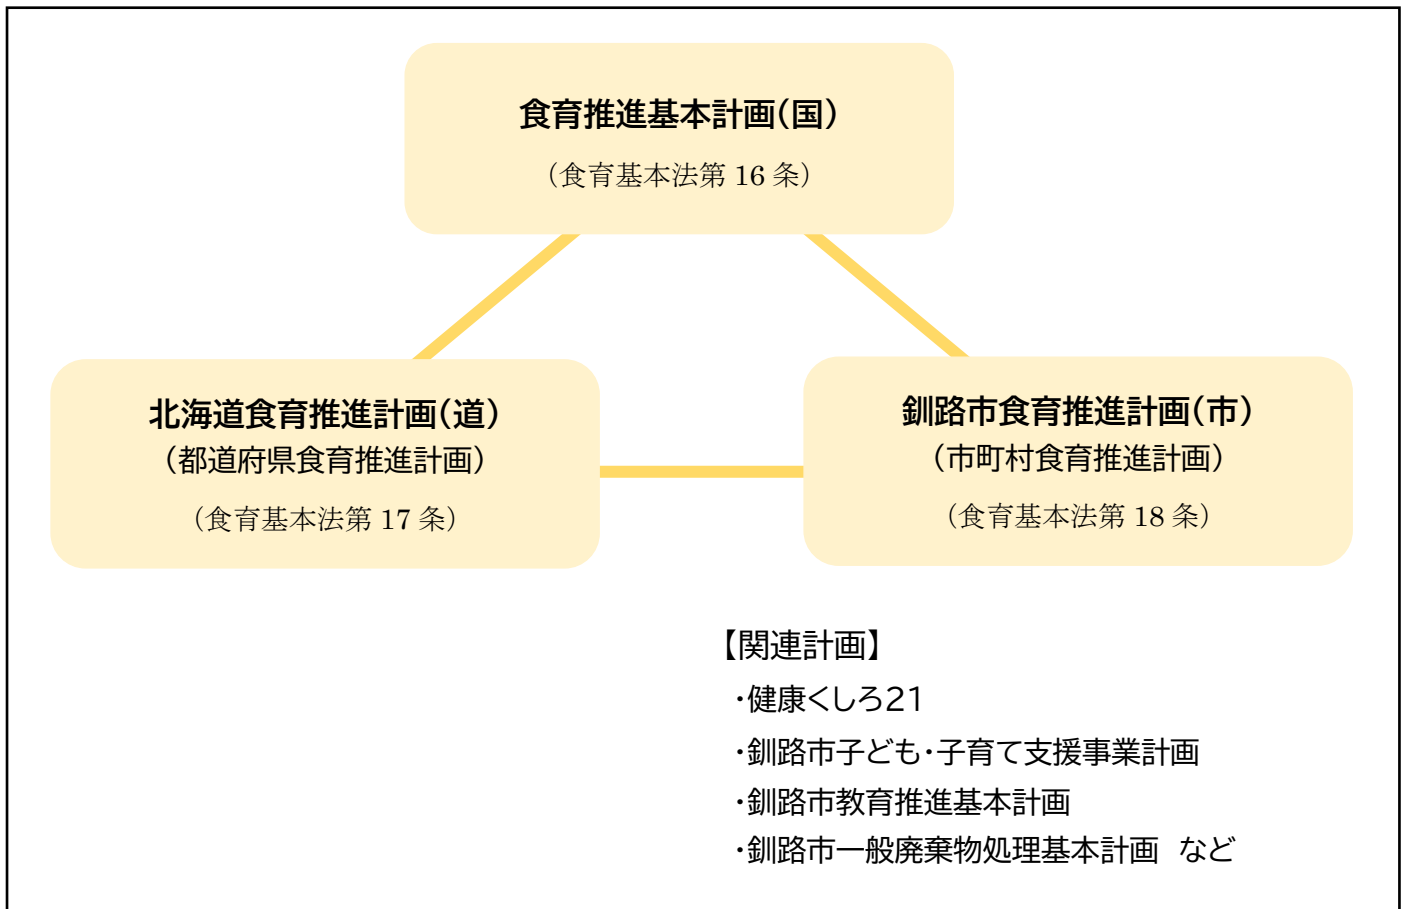 食育推進基本計画(国)
（食育基本法第 16 条）
北海道食育推進計画(道)
(都道府県食育推進計画)
（食育基本法第 17 条）
釧路市食育推進計画(市)
(市町村食育推進計画)
（食育基本法第 18 条）
【関連計画】
・健康くしろ21
・釧路市子ども・子育て支援事業計画
・釧路市教育推進基本計画
・釧路市一般廃棄物処理基本計画　など